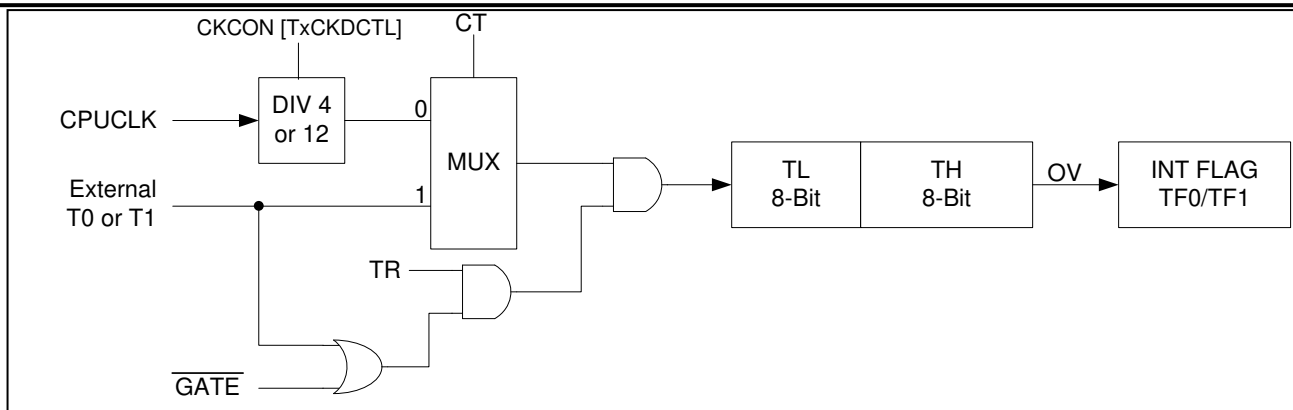 CKCON [TxCKDCTL]
CT
CPUCLK
DIV 4
or 12
0
MUX
External
T0 or T1
1
TR
GATE
TL
8-Bit
TH
8-Bit
OV
INT FLAG
TF0/TF1